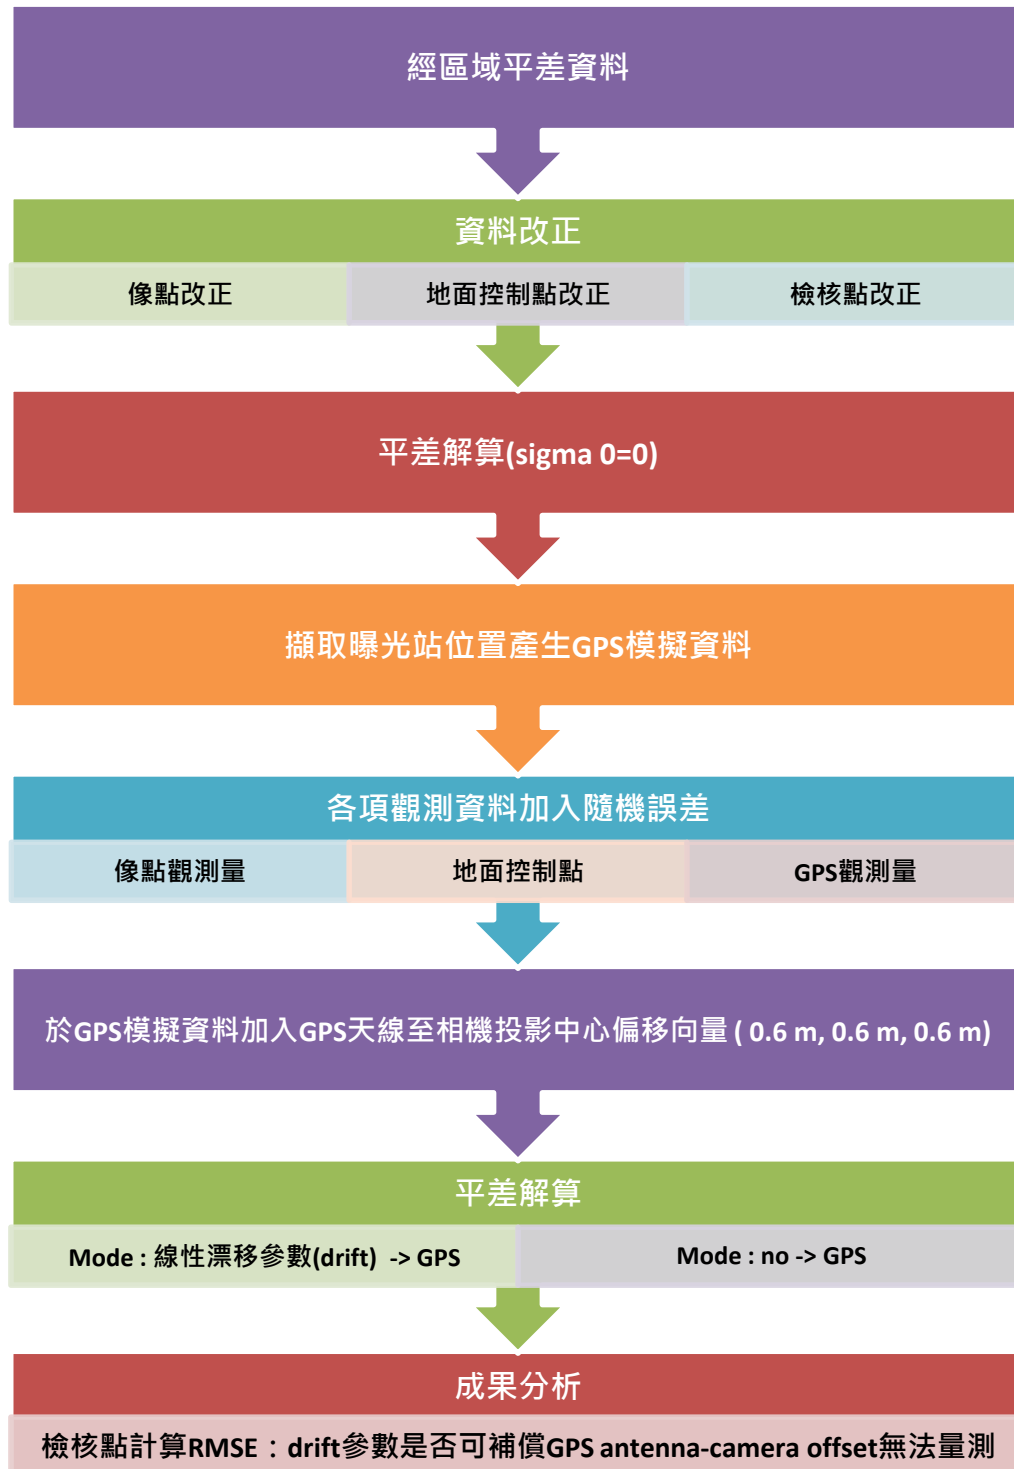 經區域平差資料
資料改正
像點改正 地面控制點改正 檢核點改正
平差解算(sigma 0=0)
擷取曝光站位置產生GPS模擬資料
各項觀測資料加入隨機誤差
像點觀測量 地面控制點 GPS觀測量
於GPS模擬資料加入GPS天線至相機投影中心偏移向量 ( 0.6 m, 0.6 m, 0.6 m)
平差解算
Mode : 線性漂移參數(drift) -> GPS Mode : no -> GPS
成果分析
檢核點計算RMSE：drift參數是否可補償GPS antenna-camera offset無法量測